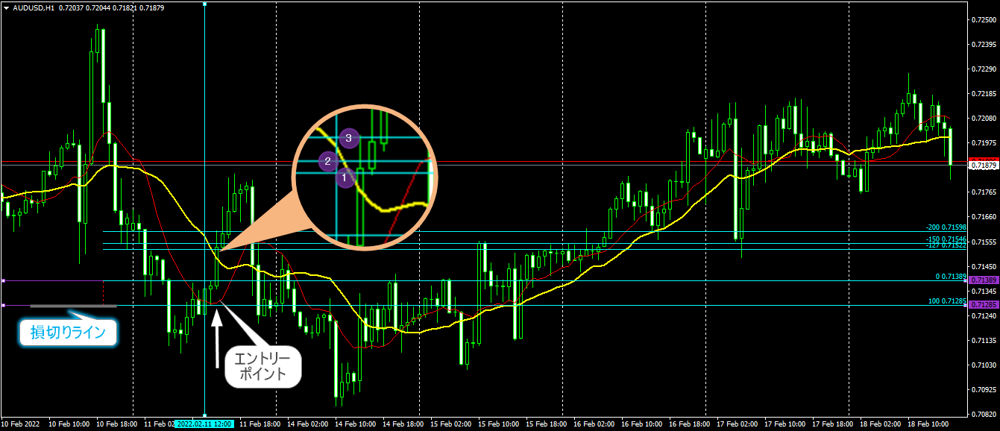 AUDUSD,H1 0.72037 0.72044 0.71821 0.71879
0.72500
0.72395
0.72290
0.72185
0.72080
0.71975
0.71879
0.71765
0.71660
0.71555
0.71450
0.71389
0.71345
0.71285
0.71240
0.71135
0.71030
0.70925
0.70820
3
2
1
-200 0.71598
-150 0.71546
-127 0.71522
0 0.71389
100 0.71285
損切りライン
エントリー
ポイント
10 Feb 2022
10 Feb 10:00
10 Feb 18:00
11 Feb
2022.02.11 12:00
11 Feb 18:00
14 Feb 02:00
14 Feb 10:00
14 Feb 18:00
15 Feb 02:00
15 Feb 10:00
15 Feb 18:00
16 Feb 02:00
16 Feb 10:00
16 Feb 18:00
17 Feb 02:00
17 Feb 10:00
17 Feb 18:00
18 Feb 02:00
18 Feb 10:00